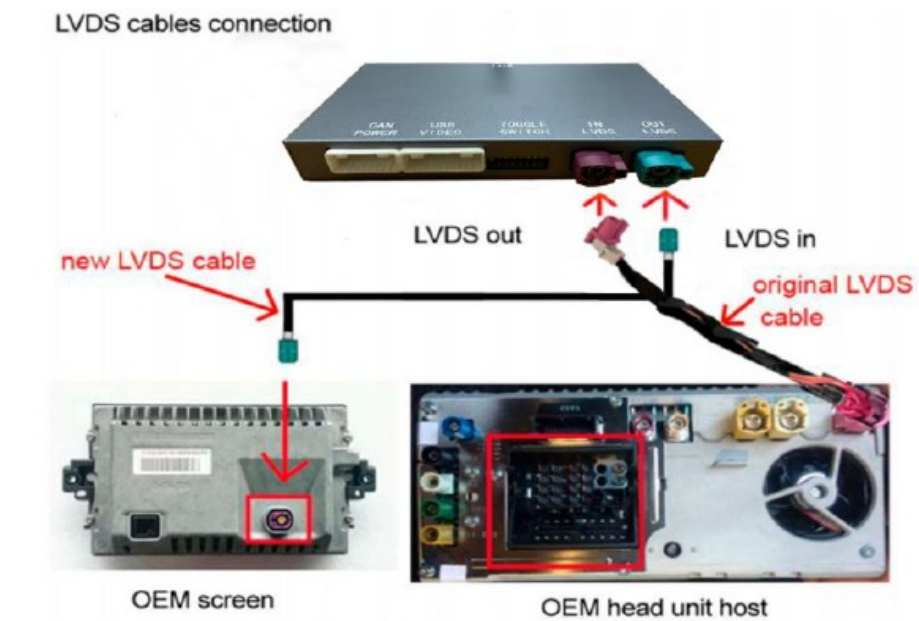 LVDS cables connection
CAN POWER
USB VIDEO
TOGGLE SWITCH
IN LVDS
OUT LVDS
LVDS out
LVDS in
new LVDS cable
original LVDS
cable
OEM screen
OEM head unit host